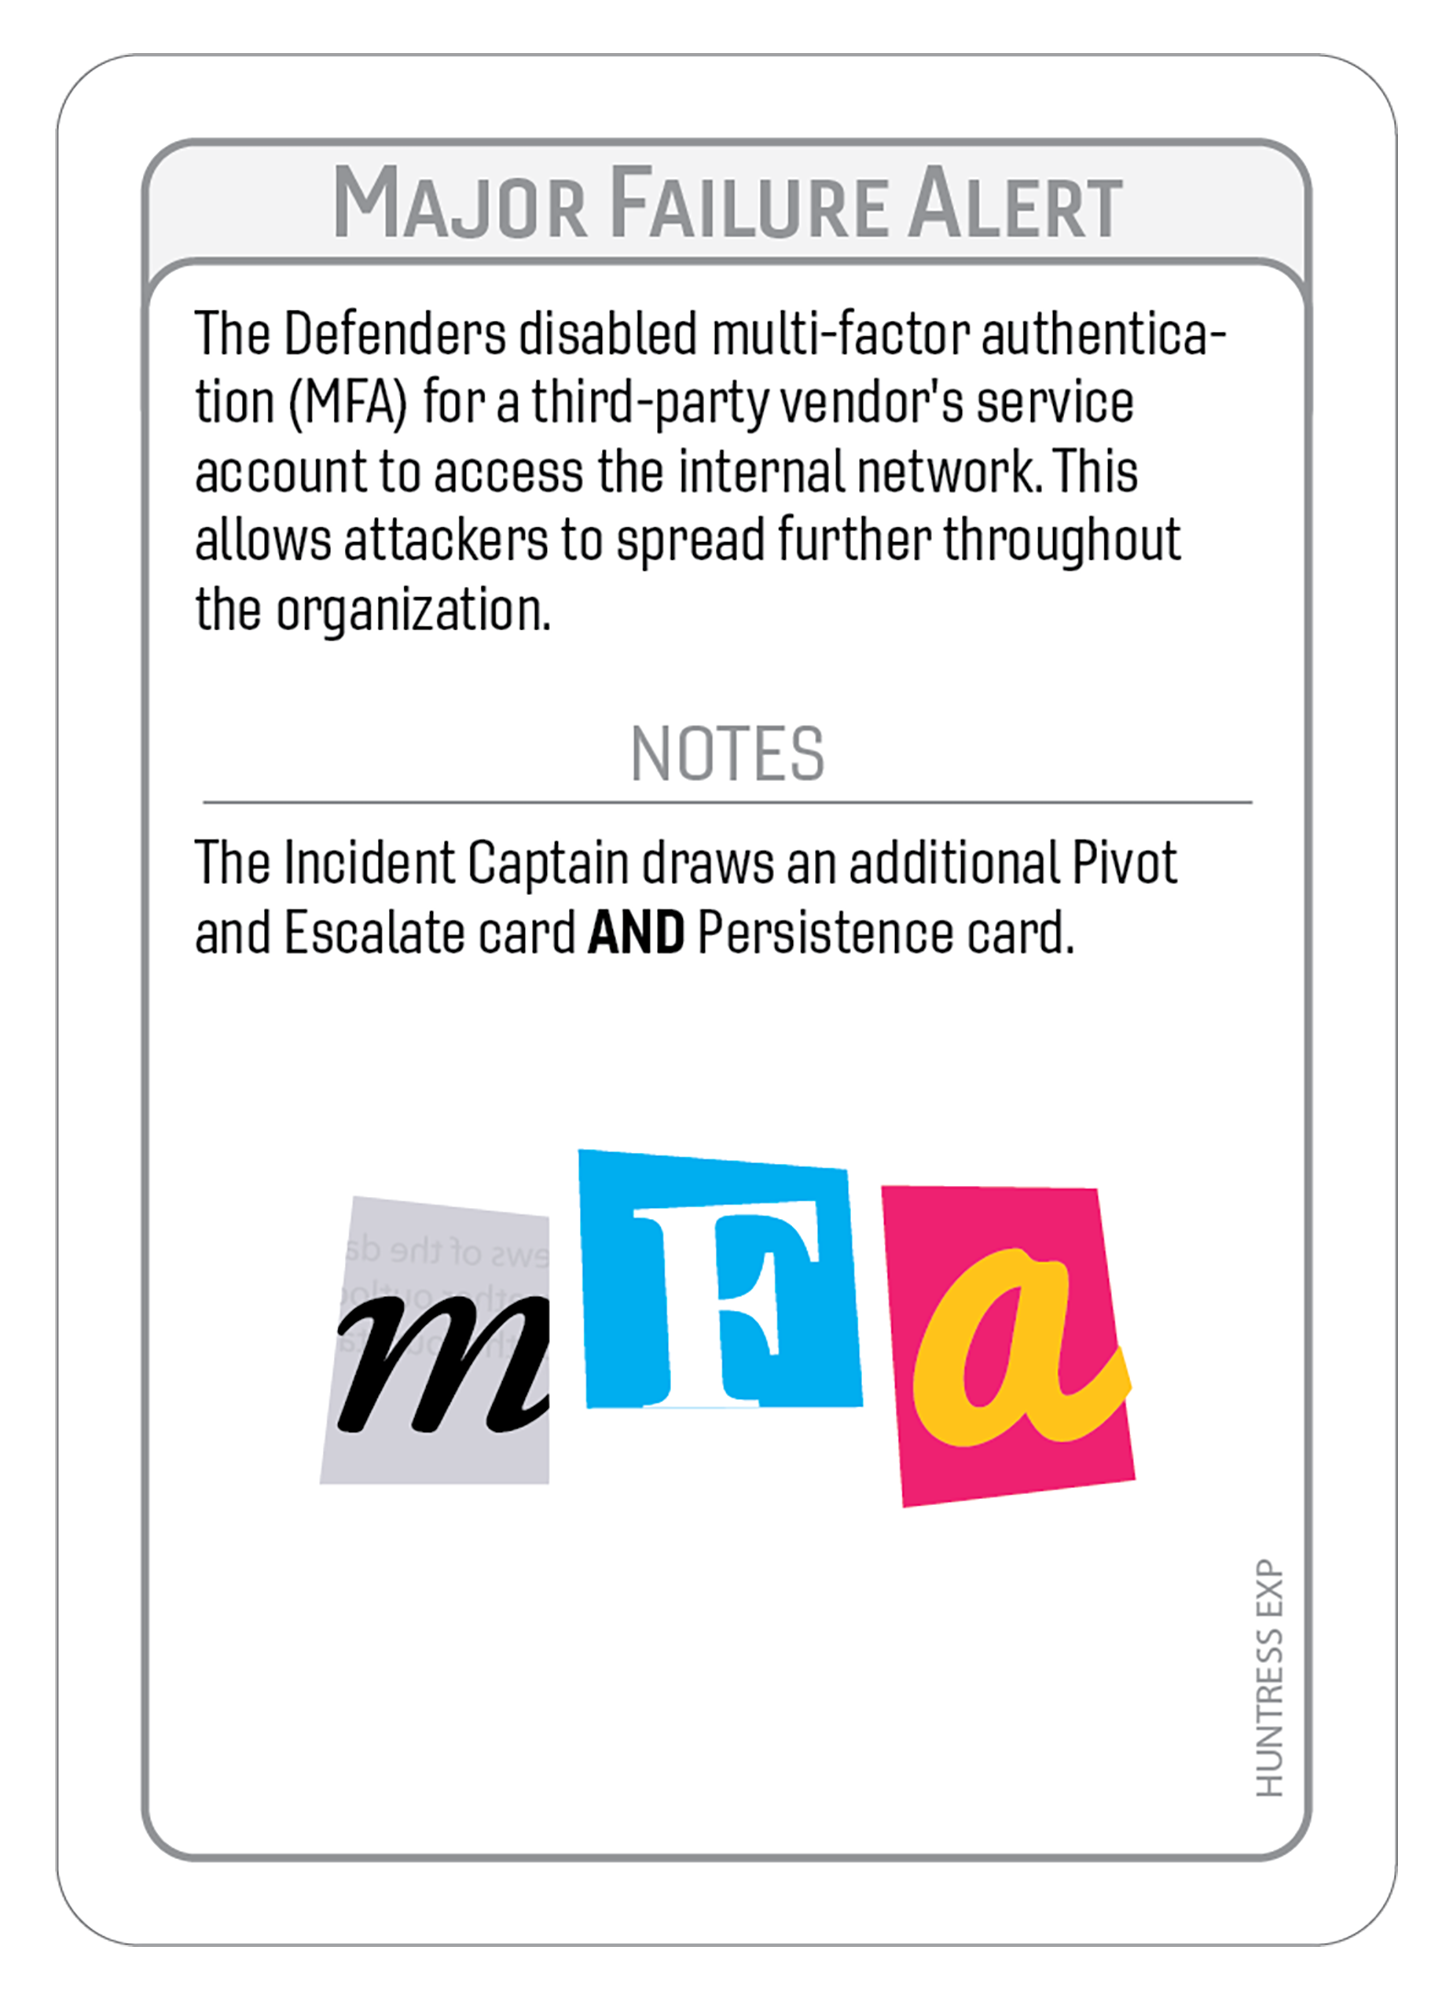 MAJOR FAILURE ALERT
The Defenders disabled multi-factor authentica-
tion (MFA) for a third-party vendor's service
account to access the internal network. This
allows attackers to spread further throughout
the organization.
NOTES
The Incident Captain draws an additional Pivot
and Escalate card AND Persistence card.
m F a
HUNTRESS EXP